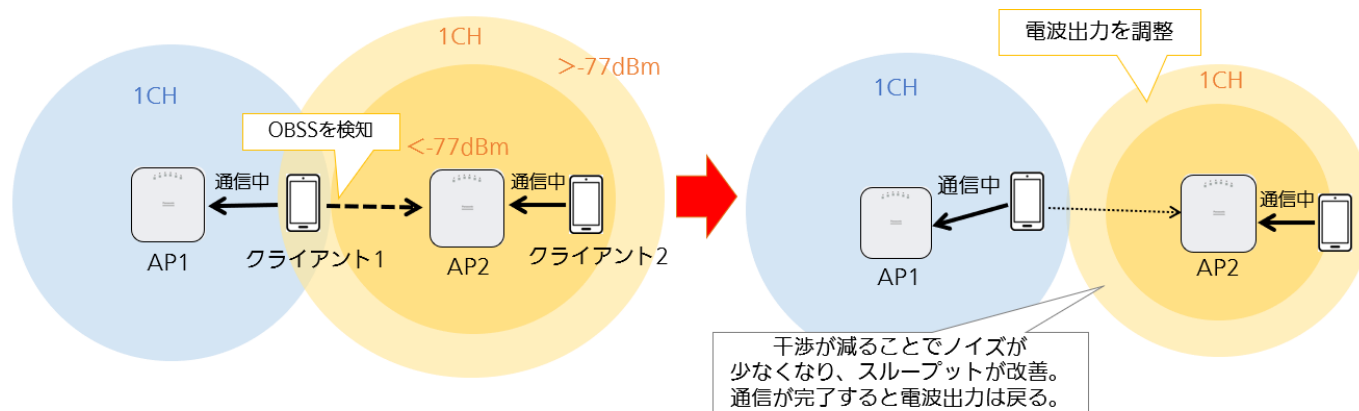 1CH
1CH
>-77dBm
OBSSを検知
<-77dBm
通信中
通信中
AP1
クライアント1
AP2
クライアント2
電波出力を調整
1CH
1CH
通信中
通信中
AP1
AP2
干渉が減ることでノイズが
少なくなり、スループットが改善。
通信が完了すると電波出力は戻る。